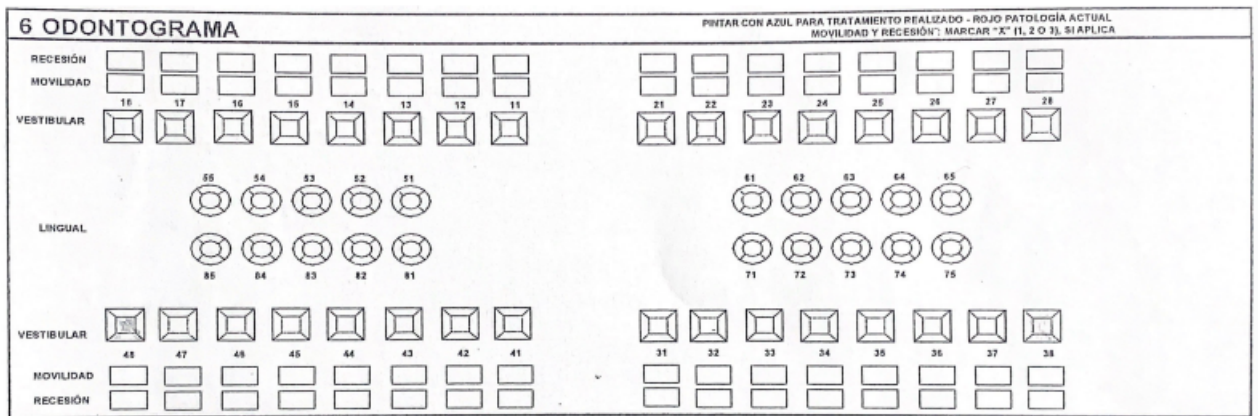 6 ODONTOGRAMA
PINTAR CON AZUL PARA TRATAMIENTO REALIZADO - ROJO PATOLOGÍA ACTUAL
MOVILIDAD Y RECESIÓN": MARCAR "X" (1, 2 O 3), SI APLICA
RECESIÓN
MOVILIDAD
18 17 16 15 14 13 12 11 21 22 23 24 25 26 27 28
VESTIBULAR
55 54 53 52 51 61 62 63 64 65
LINGUAL
85 84 83 82 81 71 72 73 74 75
VESTIBULAR
48 47 46 45 44 43 42 41 31 32 33 34 35 36 37 38
MOVILIDAD
RECESIÓN